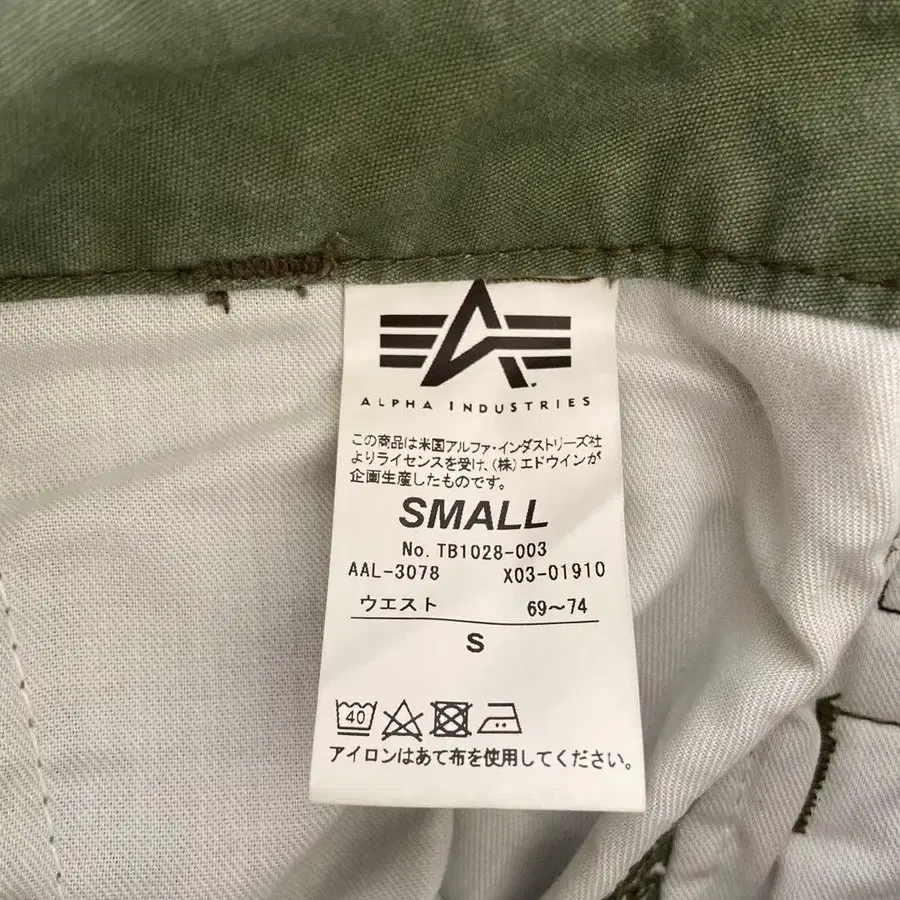 ALPHA INDUSTRIES
この商品は米国アルファ・インダストリーズ社
よりライセンスを受け、(株)エドウインが
企画生産したものです。
SMALL
No. TB1028-003
AAL-3078 X03-01910
ウエスト 69〜74
S
40
アイロンはあて布を使用してください。